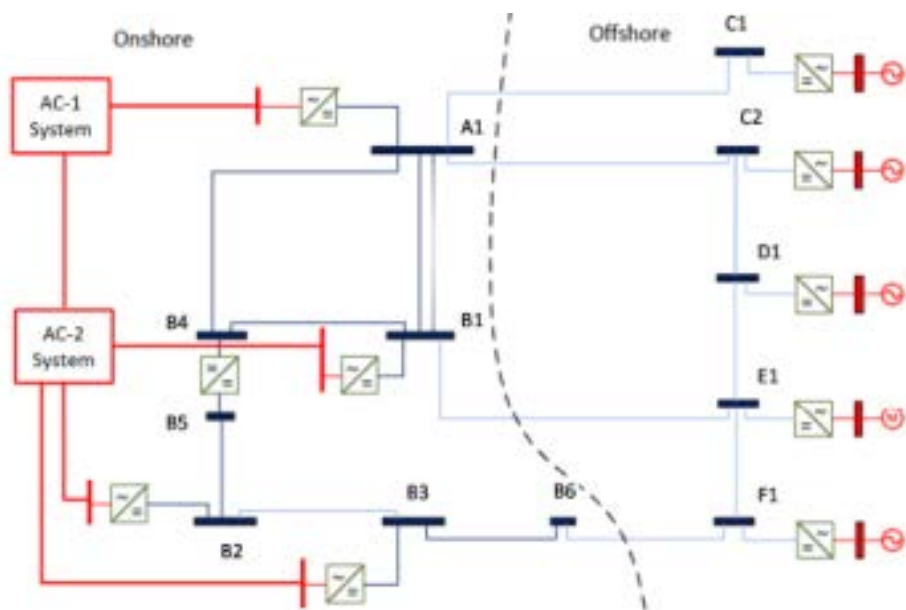 Onshore
Offshore
C1
AC-1
System
A1
C2
D1
B4
B1
AC-2
System
E1
B5
B3
B6
F1
B2